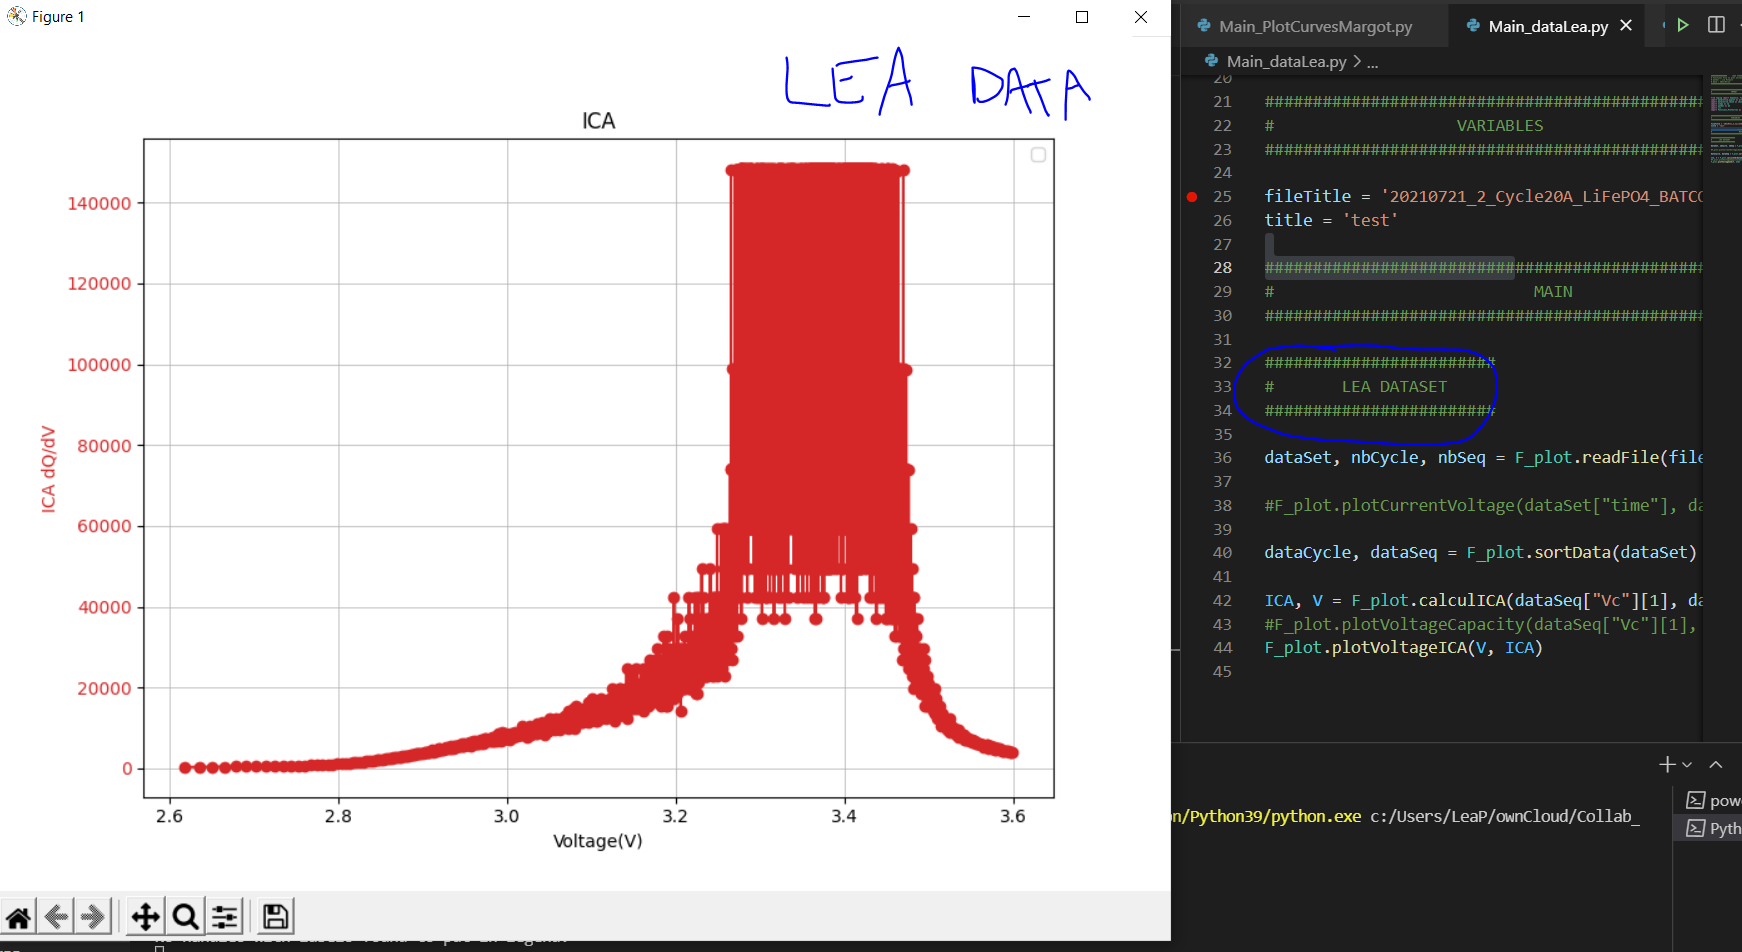 Figure 1
LEA DATA
ICA
140000
120000
100000
80000
60000
40000
20000
0
ICA dQ/dV
2.6 2.8 3.0 3.2 3.4 3.6
Voltage(V)
Main_PlotCurvesMargot.py
Main_dataLea.py
Main_dataLea.py > ...
20
21 ##############################################
22 # VARIABLES
23 ##############################################
24
25 fileTitle = '20210721_2_Cycle20A_LiFePO4_BATCO
26 title = 'test'
27
28 ##############################################
29 # MAIN
30 ##############################################
31
32 ########################
33 # LEA DATASET
34 ########################
35
36 dataSet, nbCycle, nbSeq = F_plot.readFile(file
37
38 #F_plot.plotCurrentVoltage(dataSet["time"], da
39
40 dataCycle, dataSeq = F_plot.sortData(dataSet)
41
42 ICA, V = F_plot.calculICA(dataSeq["Vc"][1], da
43 #F_plot.plotVoltageCapacity(dataSeq["Vc"][1],
44 F_plot.plotVoltageICA(V, ICA)
45
n/Python39/python.exe c:/Users/LeaP/ownCloud/Collab_
pow
Pyth